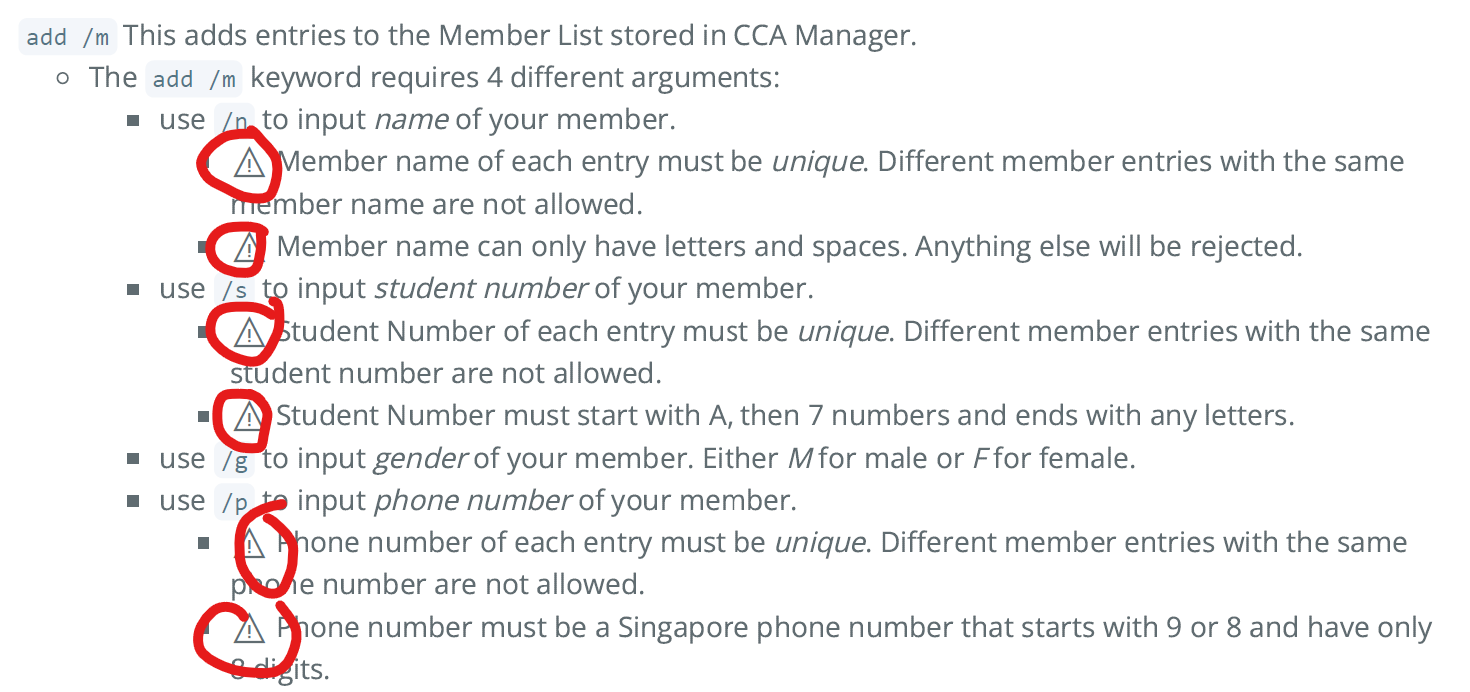 add /m This adds entries to the Member List stored in CCA Manager.
The add /m keyword requires 4 different arguments:
use /n to input name of your member.
⚠ Member name of each entry must be unique. Different member entries with the same
member name are not allowed.
⚠ Member name can only have letters and spaces. Anything else will be rejected.
use /s to input student number of your member.
⚠ Student Number of each entry must be unique. Different member entries with the same
student number are not allowed.
⚠ Student Number must start with A, then 7 numbers and ends with any letters.
use /g to input gender of your member. Either M for male or F for female.
use /p to input phone number of your member.
⚠ Phone number of each entry must be unique. Different member entries with the same
phone number are not allowed.
⚠ Phone number must be a Singapore phone number that starts with 9 or 8 and have only
8 digits.